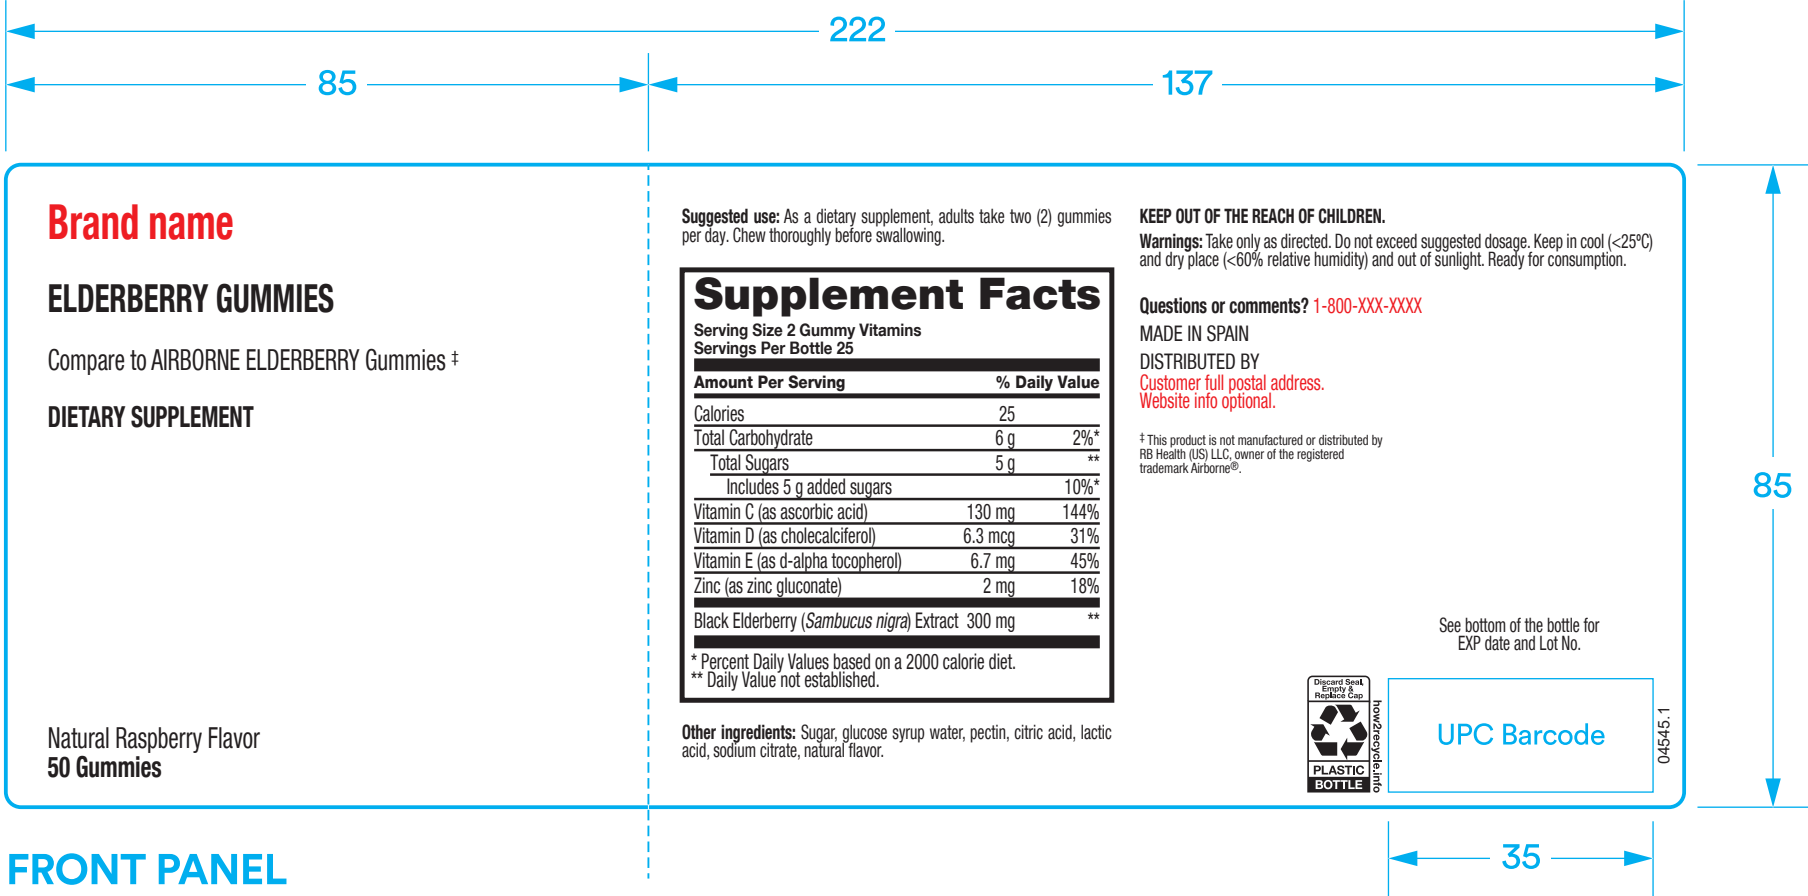 222
85
137
Brand name
ELDERBERRY GUMMIES
Compare to AIRBORNE ELDERBERRY Gummies ‡
DIETARY SUPPLEMENT
Natural Raspberry Flavor
50 Gummies
Suggested use: As a dietary supplement, adults take two (2) gummies
per day. Chew thoroughly before swallowing.
Supplement Facts
Serving Size 2 Gummy Vitamins
Servings Per Bottle 25
Amount Per Serving % Daily Value
Calories 25
Total Carbohydrate 6 g 2%*
Total Sugars 5 g **
Includes 5 g added sugars 10%*
Vitamin C (as ascorbic acid) 130 mg 144%
Vitamin D (as cholecalciferol) 6.3 mcg 31%
Vitamin E (as d-alpha tocopherol) 6.7 mg 45%
Zinc (as zinc gluconate) 2 mg 18%
Black Elderberry (Sambucus nigra) Extract 300 mg **
* Percent Daily Values based on a 2000 calorie diet.
** Daily Value not established.
Other ingredients: Sugar, glucose syrup water, pectin, citric acid, lactic
acid, sodium citrate, natural flavor.
KEEP OUT OF THE REACH OF CHILDREN.
Warnings: Take only as directed. Do not exceed suggested dosage. Keep in cool (<25ºC)
and dry place (<60% relative humidity) and out of sunlight. Ready for consumption.
Questions or comments? 1-800-XXX-XXXX
MADE IN SPAIN
DISTRIBUTED BY
Customer full postal address.
Website info optional.
‡ This product is not manufactured or distributed by
RB Health (US) LLC, owner of the registered
trademark Airborne®.
See bottom of the bottle for
EXP date and Lot No.
Discard Seal,
Empty &
Replace Cap
PLASTIC
BOTTLE
how2recycle.info
UPC Barcode
04545.1
85
35
FRONT PANEL